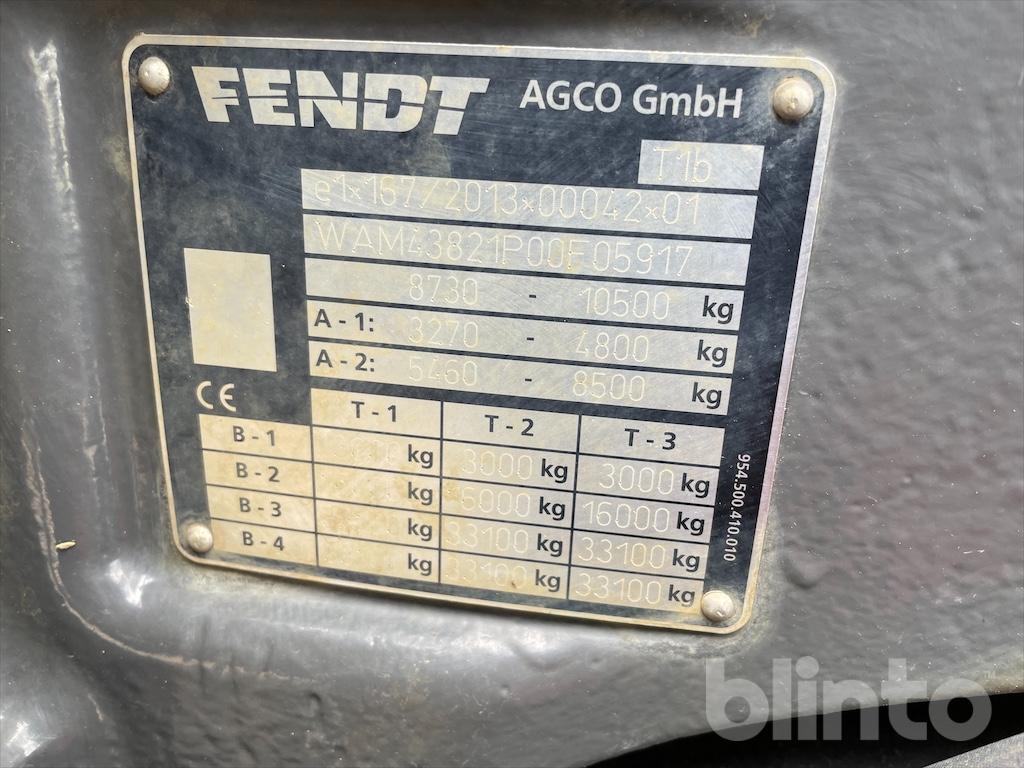 FENDT AGCO GmbH
T1b
e1*167/2013*00042*01
WAM43821P00F05917
8730 - 10500 kg
A - 1: 3270 - 4800 kg
A - 2: 5460 - 8500 kg
CE
T - 1 T - 2 T - 3
B - 1 kg 3000 kg 3000 kg
B - 2 kg 16000 kg 16000 kg
B - 3 kg 33100 kg 33100 kg
B - 4 kg 33100 kg 33100 kg
954.500.410.010
blinto